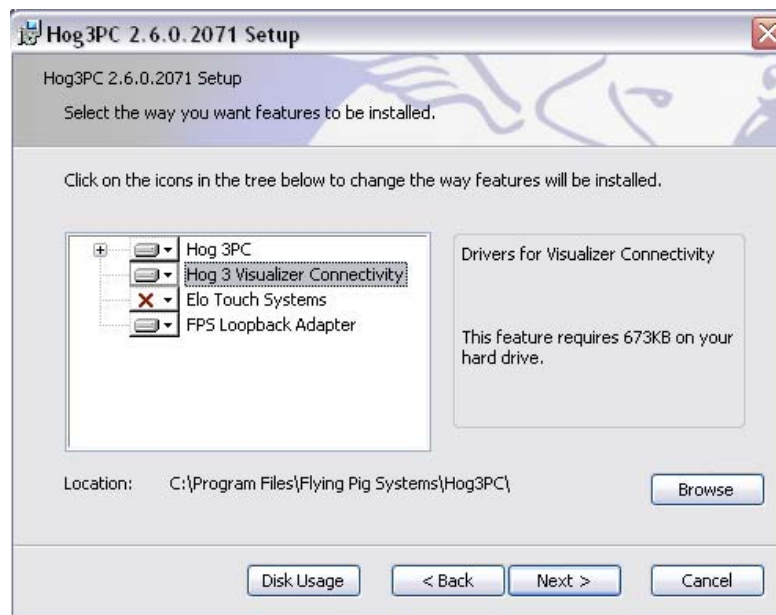 Hog3PC 2.6.0.2071 Setup
Hog3PC 2.6.0.2071 Setup
Select the way you want features to be installed.
Click on the icons in the tree below to change the way features will be installed.
Hog 3PC
Hog 3 Visualizer Connectivity
Elo Touch Systems
FPS Loopback Adapter
Drivers for Visualizer Connectivity
This feature requires 673KB on your
hard drive.
Location: C:\Program Files\Flying Pig Systems\Hog3PC\
Browse
Disk Usage < Back Next > Cancel